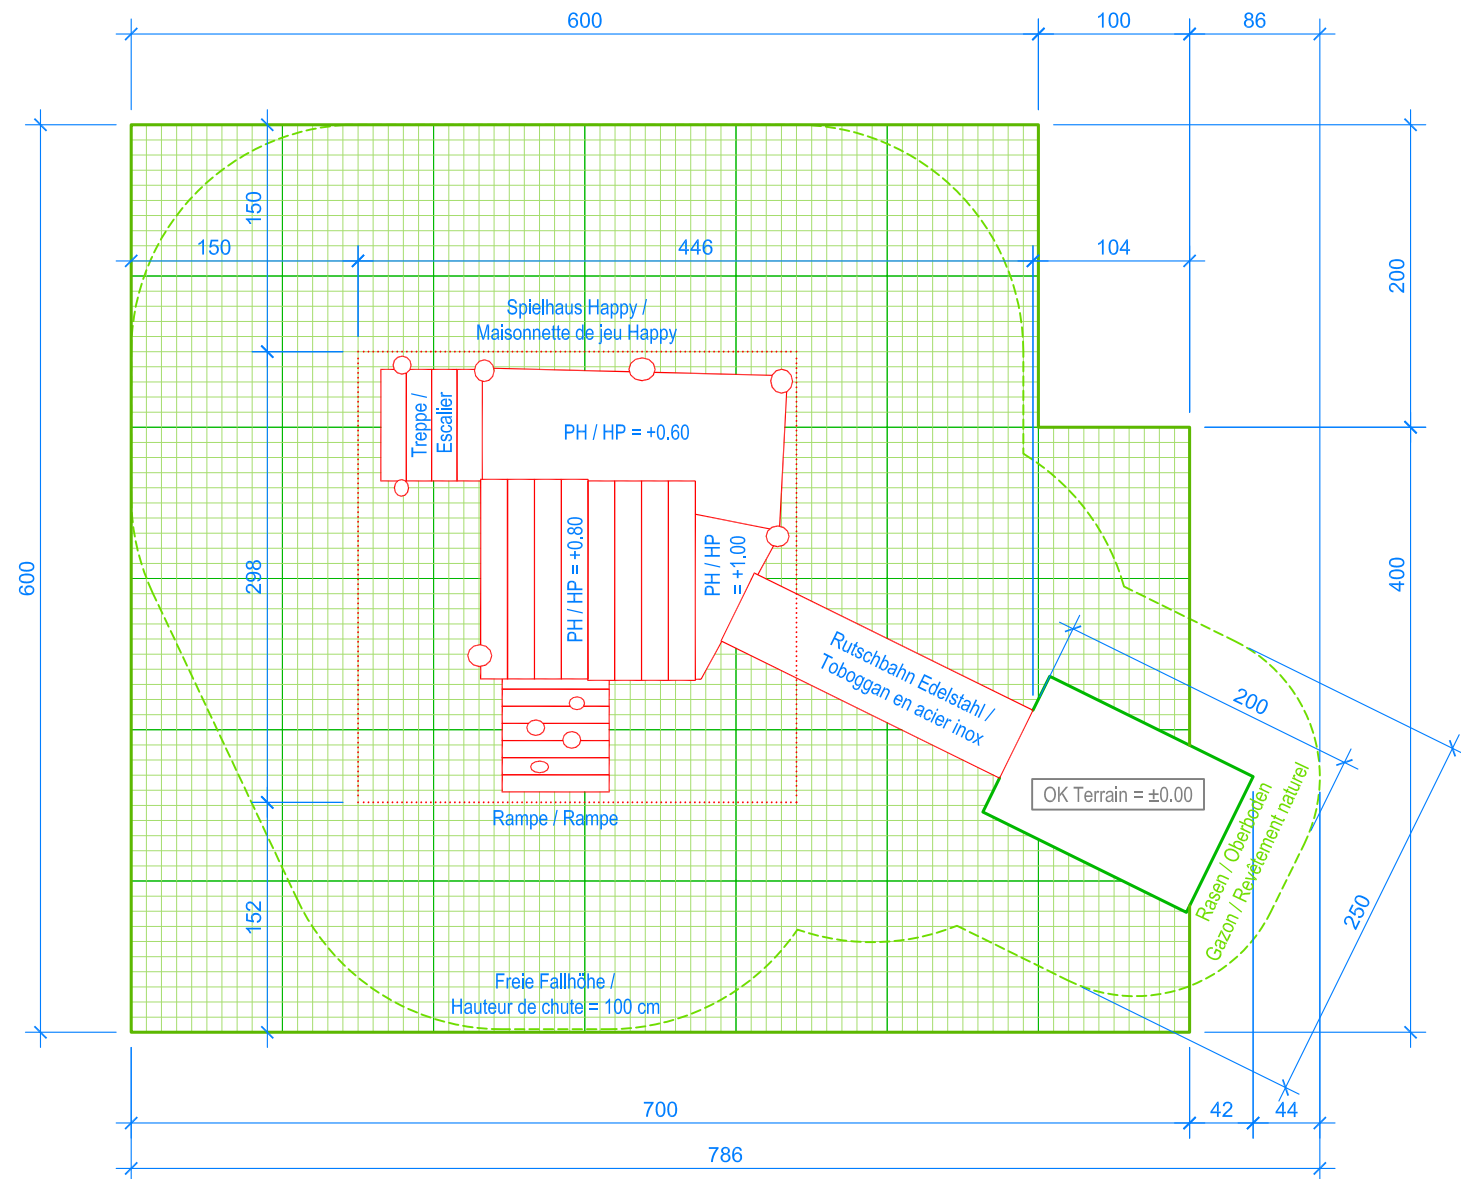 600
100
86
150
150
446
104
200
Spielhaus Happy /
Maisonnette de jeu Happy
Treppe /
Escalier
PH / HP = +0.60
600
298
PH / HP = +0.80
PH / HP
= +1.00
400
Rutschbahn Edelstahl /
Toboggan en acier inox
200
OK Terrain = ±0.00
Rasen / Oberboden
Gazon / Revêtement naturel
Rampe / Rampe
152
250
Freie Fallhöhe /
Hauteur de chute = 100 cm
700
42
44
786